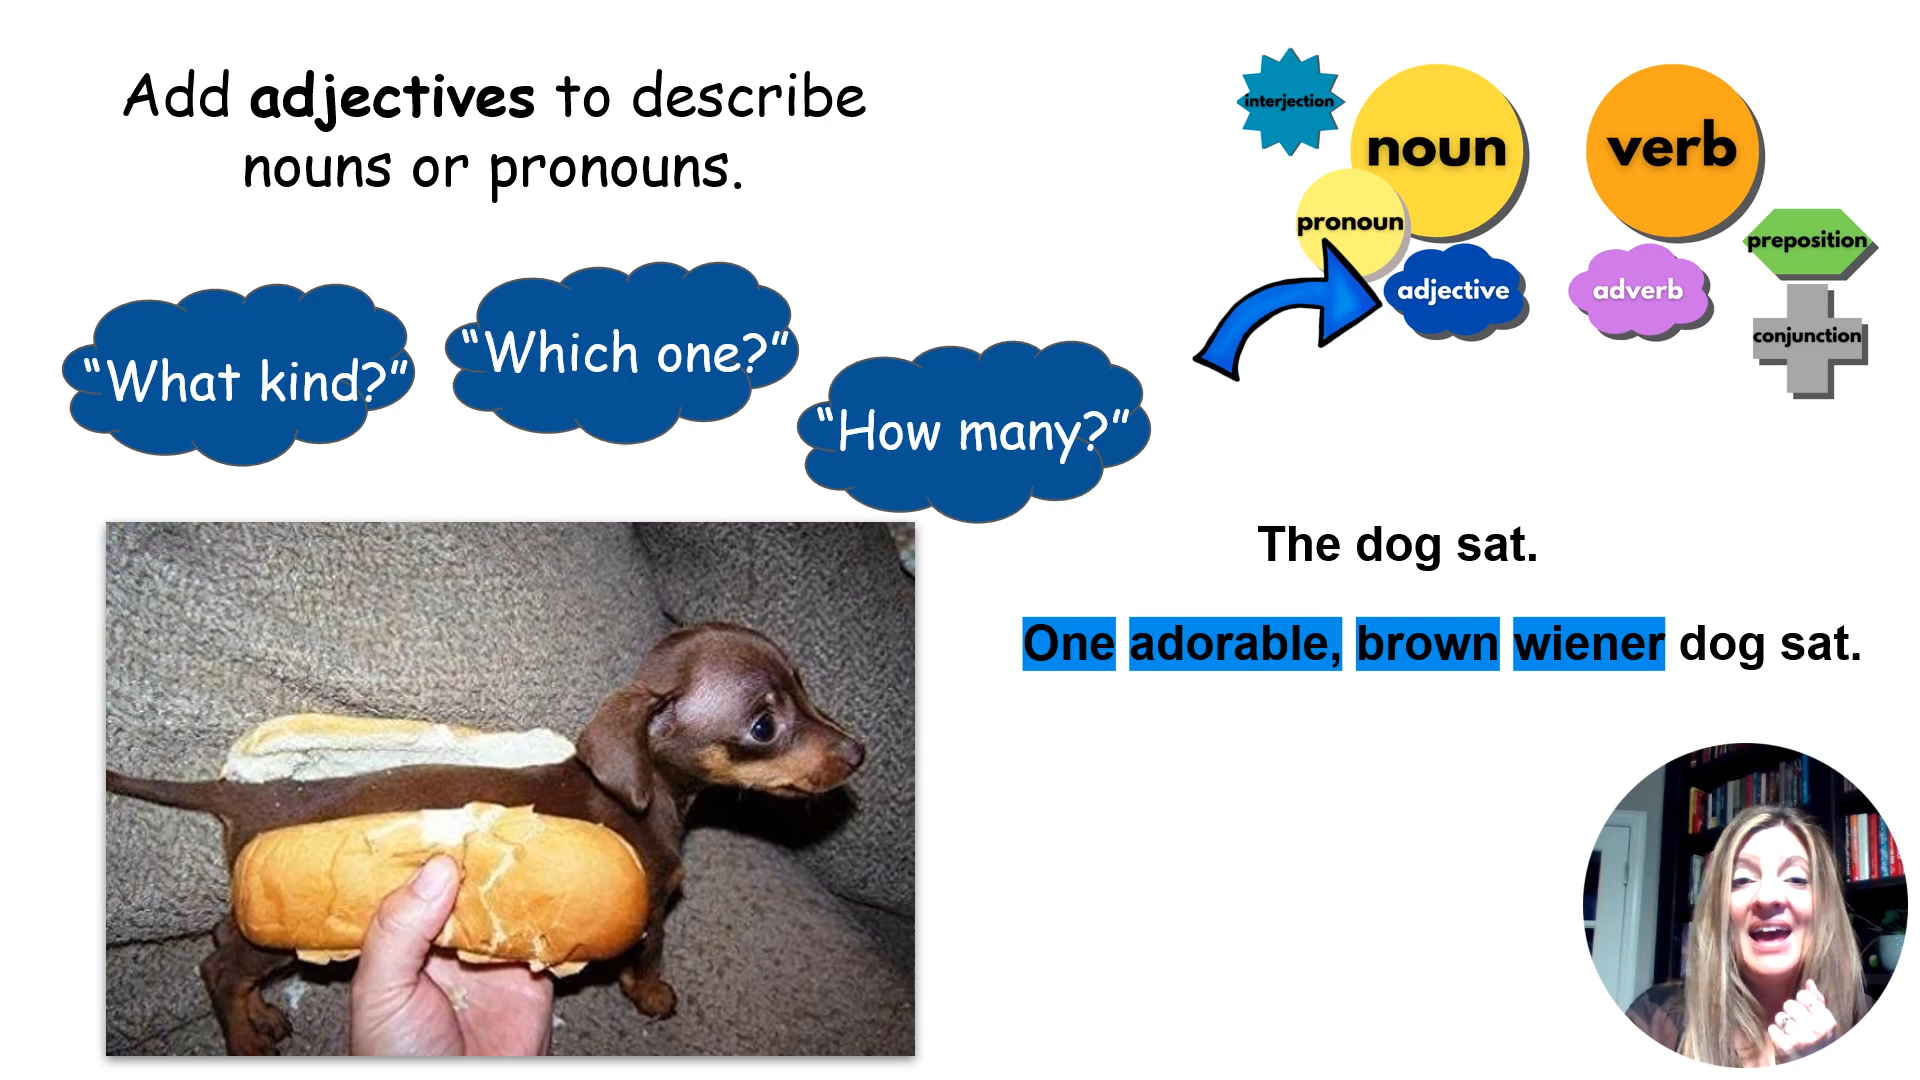 Add adjectives to describe
nouns or pronouns.
interjection
noun
verb
pronoun
preposition
adjective
adverb
conjunction
“What kind?”
“Which one?”
“How many?”
The dog sat.
One adorable, brown wiener dog sat.